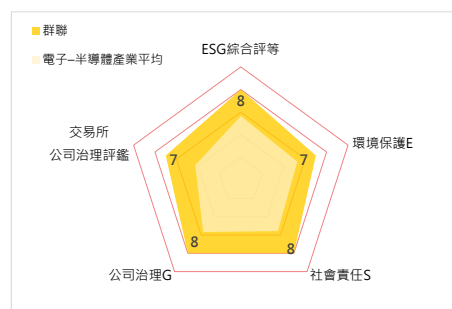 群聯
電子–半導體產業平均
ESG綜合評等
8
環境保護E
7
社會責任S
8
公司治理G
8
交易所
公司治理評鑑
7